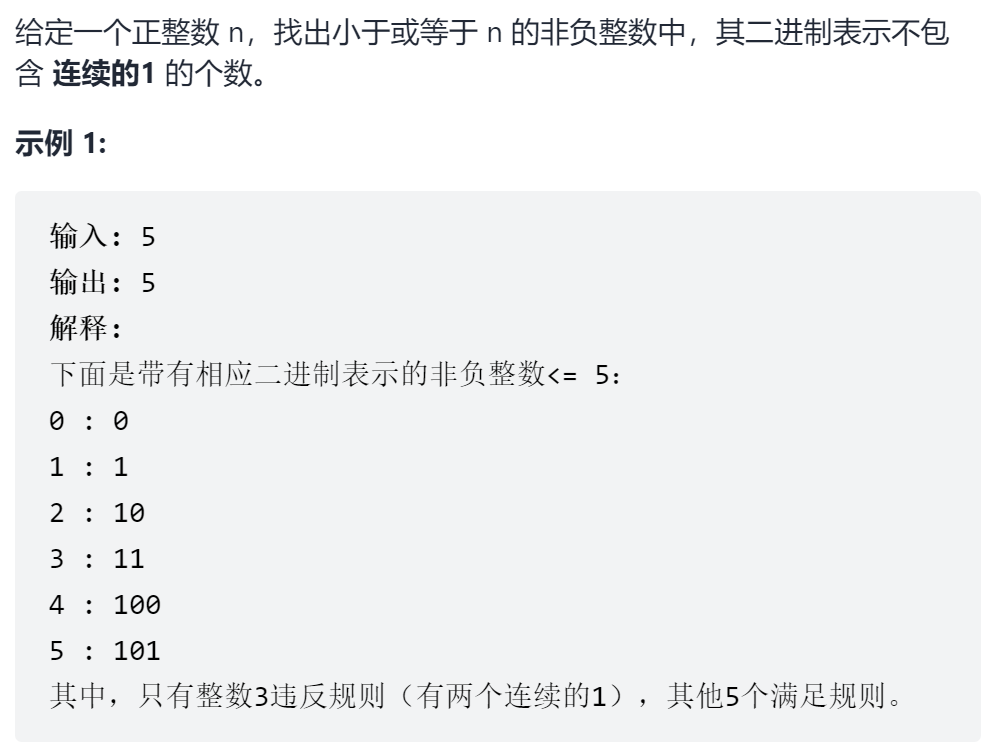 给定一个正整数 n，找出小于或等于 n 的非负整数中，其二进制表示不包
含 连续的1 的个数。
示例 1:
输入: 5
输出: 5
解释:
下面是带有相应二进制表示的非负整数<= 5：
0 : 0
1 : 1
2 : 10
3 : 11
4 : 100
5 : 101
其中，只有整数3违反规则（有两个连续的1），其他5个满足规则。